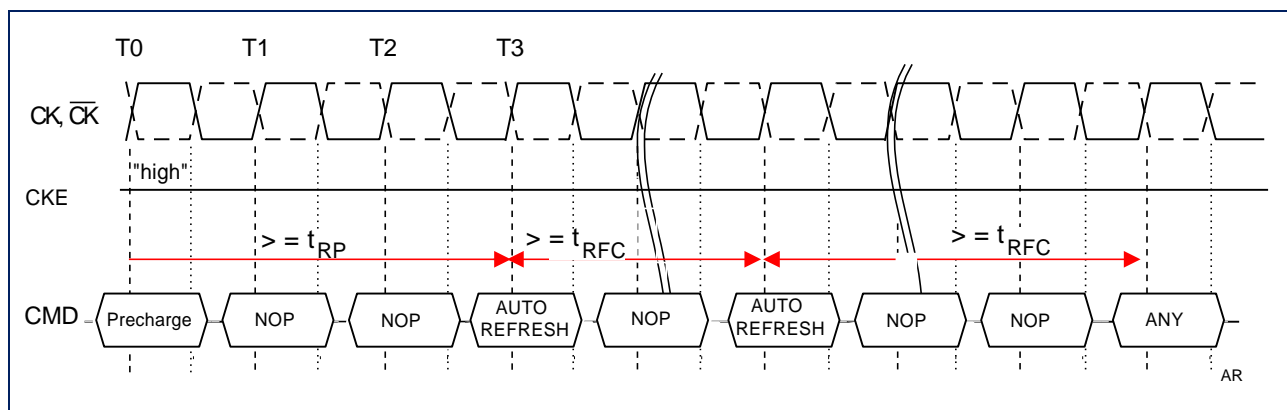 T0 T1 T2 T3
CK, C̅K̅
"high"
CKE
> = tRP > = tRFC > = tRFC
CMD Precharge NOP NOP AUTO REFRESH NOP AUTO REFRESH NOP NOP ANY
AR